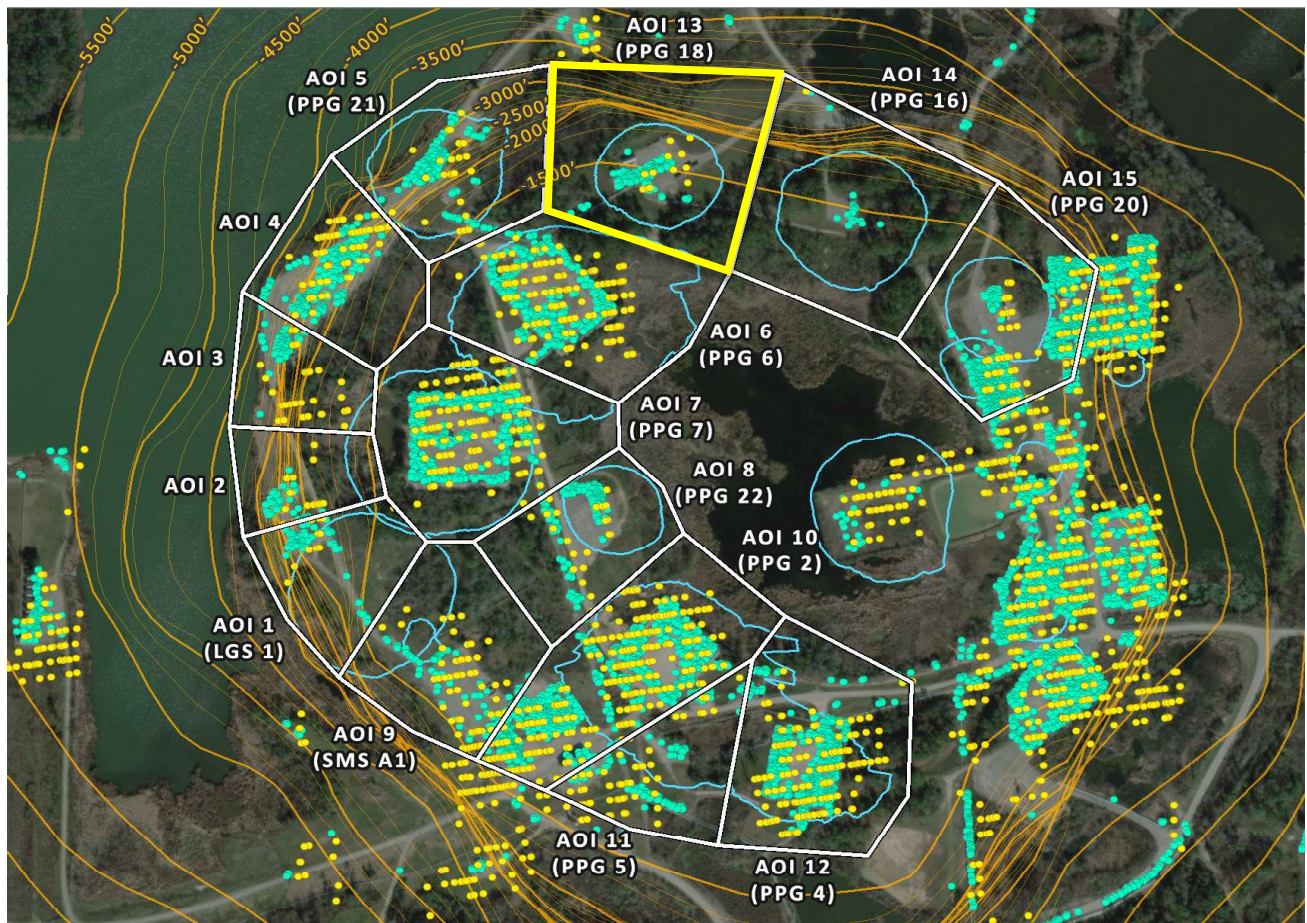 -5500'
-5000'
-4500'
-4000'
-3500'
-3000'
-2500'
-2000'
-1500'
AOI 13
(PPG 18)
AOI 5
(PPG 21)
AOI 14
(PPG 16)
AOI 15
(PPG 20)
AOI 4
AOI 3
AOI 6
(PPG 6)
AOI 7
(PPG 7)
AOI 2
AOI 8
(PPG 22)
AOI 10
(PPG 2)
AOI 1
(LGS 1)
AOI 9
(SMS A1)
AOI 11
(PPG 5)
AOI 12
(PPG 4)